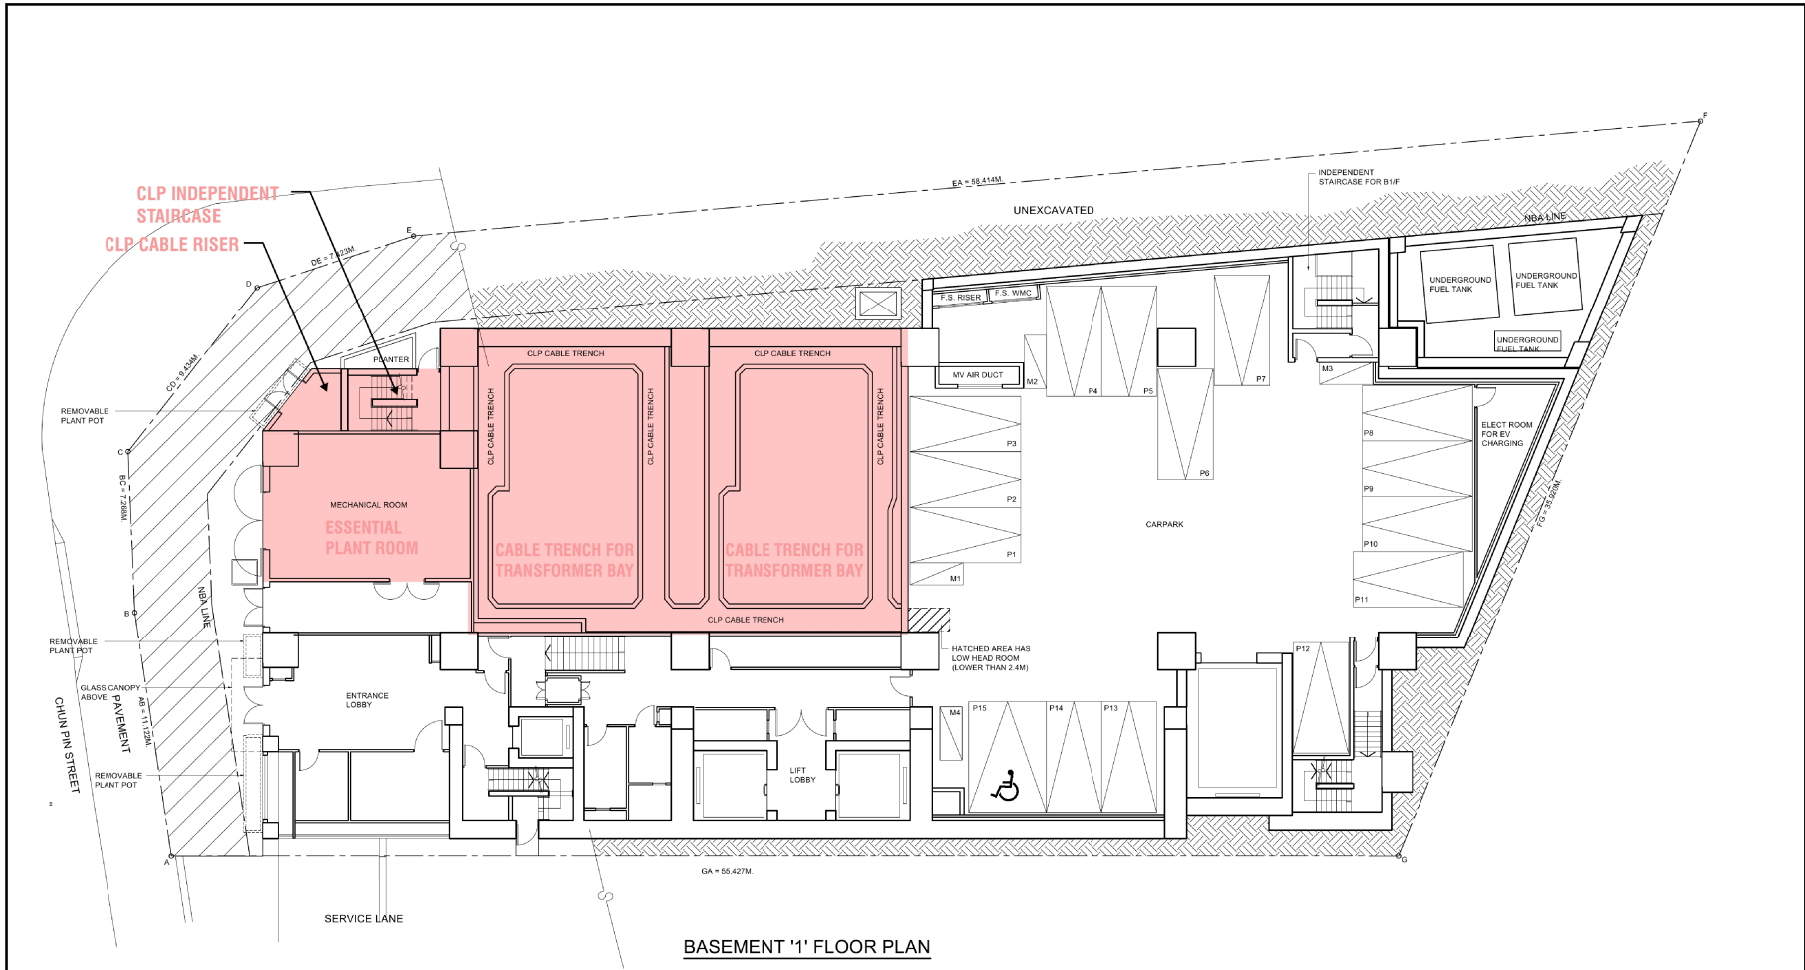 CLP INDEPENDENT
STAIRCASE
CLP CABLE RISER
INDEPENDENT
STAIRCASE FOR B1/F
EA = 58.414M.
UNEXCAVATED
NBA LINE
F
E
DE = 7.823M.
D
CD = 9.434M.
UNDERGROUND
FUEL TANK
UNDERGROUND
FUEL TANK
UNDERGROUND
FUEL TANK
F.S. RISER
F.S. WMC
PLANTER
CLP CABLE TRENCH
CLP CABLE TRENCH
MV AIR DUCT
M2
P4
P5
P7
M3
REMOVABLE
PLANT POT
CLP CABLE TRENCH
CLP CABLE TRENCH
CLP CABLE TRENCH
P3
P6
P8
ELECT ROOM
FOR EV
CHARGING
C
BC = 7.268M.
MECHANICAL ROOM
ESSENTIAL
PLANT ROOM
CABLE TRENCH FOR
TRANSFORMER BAY
CABLE TRENCH FOR
TRANSFORMER BAY
P2
P9
CARPARK
FG = 35.920M.
P1
P10
M1
P11
B
NBA LINE
CLP CABLE TRENCH
REMOVABLE
PLANT POT
HATCHED AREA HAS
LOW HEAD ROOM
(LOWER THAN 2.4M)
P12
GLASS CANOPY
ABOVE
ENTRANCE
LOBBY
CHUN PIN STREET
PAVEMENT
AB = 11.122M.
M4
P15
P14
P13
REMOVABLE
PLANT POT
LIFT
LOBBY
A
G
GA = 55.427M.
SERVICE LANE
BASEMENT '1' FLOOR PLAN